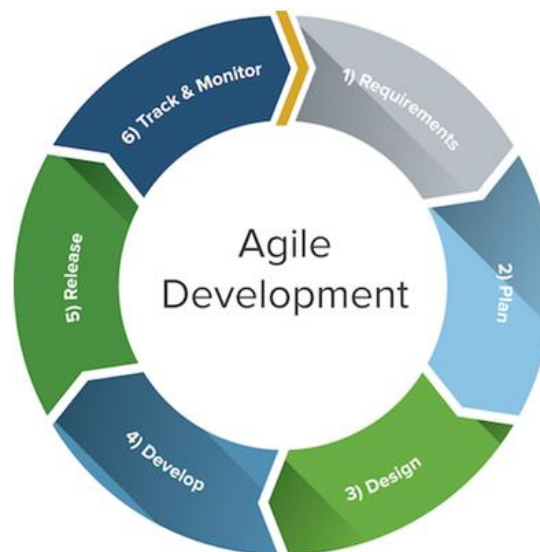 Agile
Development
1) Requirements
2) Plan
3) Design
4) Develop
5) Release
6) Track & Monitor